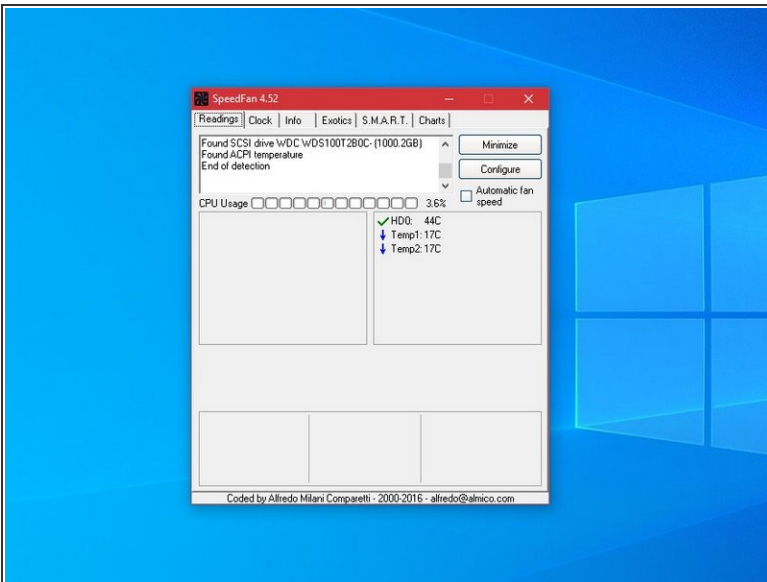 SpeedFan 4.52
Readings Clock Info Exotics S.M.A.R.T. Charts
Found SCSI drive WDC WDS100T2B0C- (1000.2GB)
Found ACPI temperature
End of detection
Minimize
Configure
Automatic fan speed
CPU Usage 3.6%
HD0: 44C
Temp1: 17C
Temp2: 17C
Coded by Alfredo Milani Comparetti - 2000-2016 - alfredo@almico.com